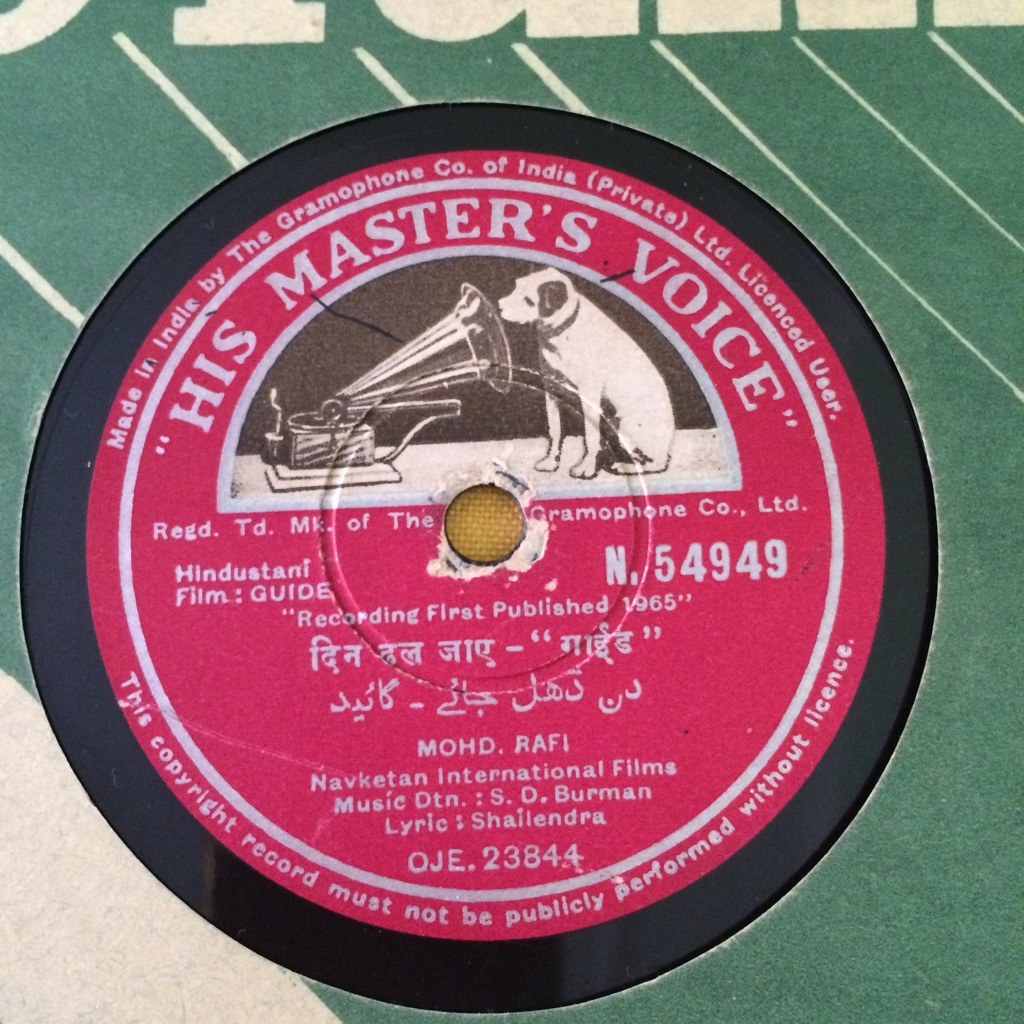 Made in India by The Gramophone Co. of India (Private) Ltd. Licenced User.
"HIS MASTER'S VOICE"
Regd. Td. Mk. of The Gramophone Co., Ltd.
N. 54949
Hindustani
Film : GUIDE
"Recording First Published 1965"
दिन ढल जाए - "गाईड"
دن ڈھل جائے - گائید
MOHD. RAFI
Navketan International Films
Music Dtn. : S. D. Burman
Lyric : Shailendra
OJE. 23844
This copyright record must not be publicly performed without licence.